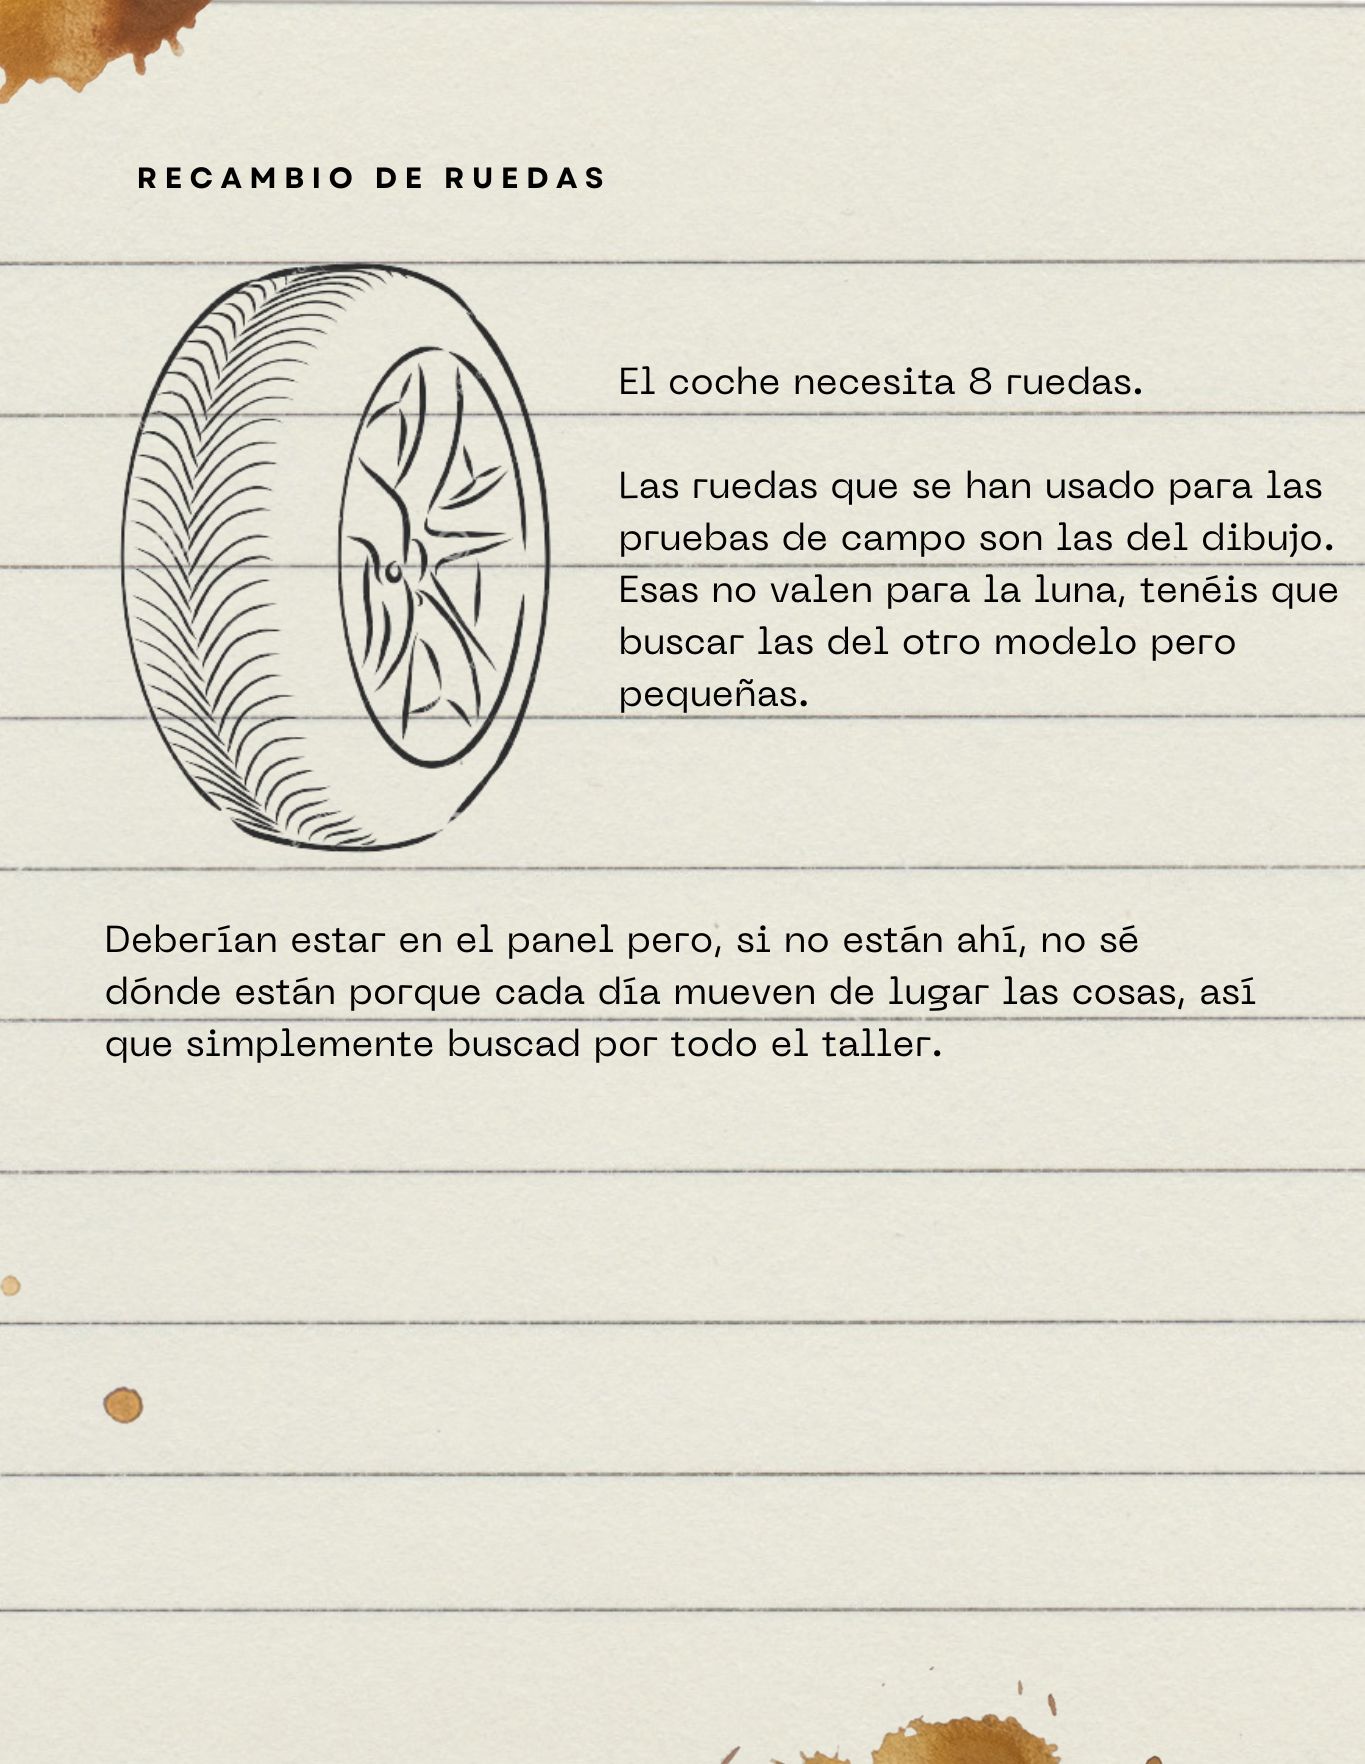 RECAMBIO DE RUEDAS
El coche necesita 8 ruedas.
Las ruedas que se han usado para las
pruebas de campo son las del dibujo.
Esas no valen para la luna, tenéis que
buscar las del otro modelo pero
pequeñas.
Deberían estar en el panel pero, si no están ahí, no sé
dónde están porque cada día mueven de lugar las cosas, así
que simplemente buscad por todo el taller.